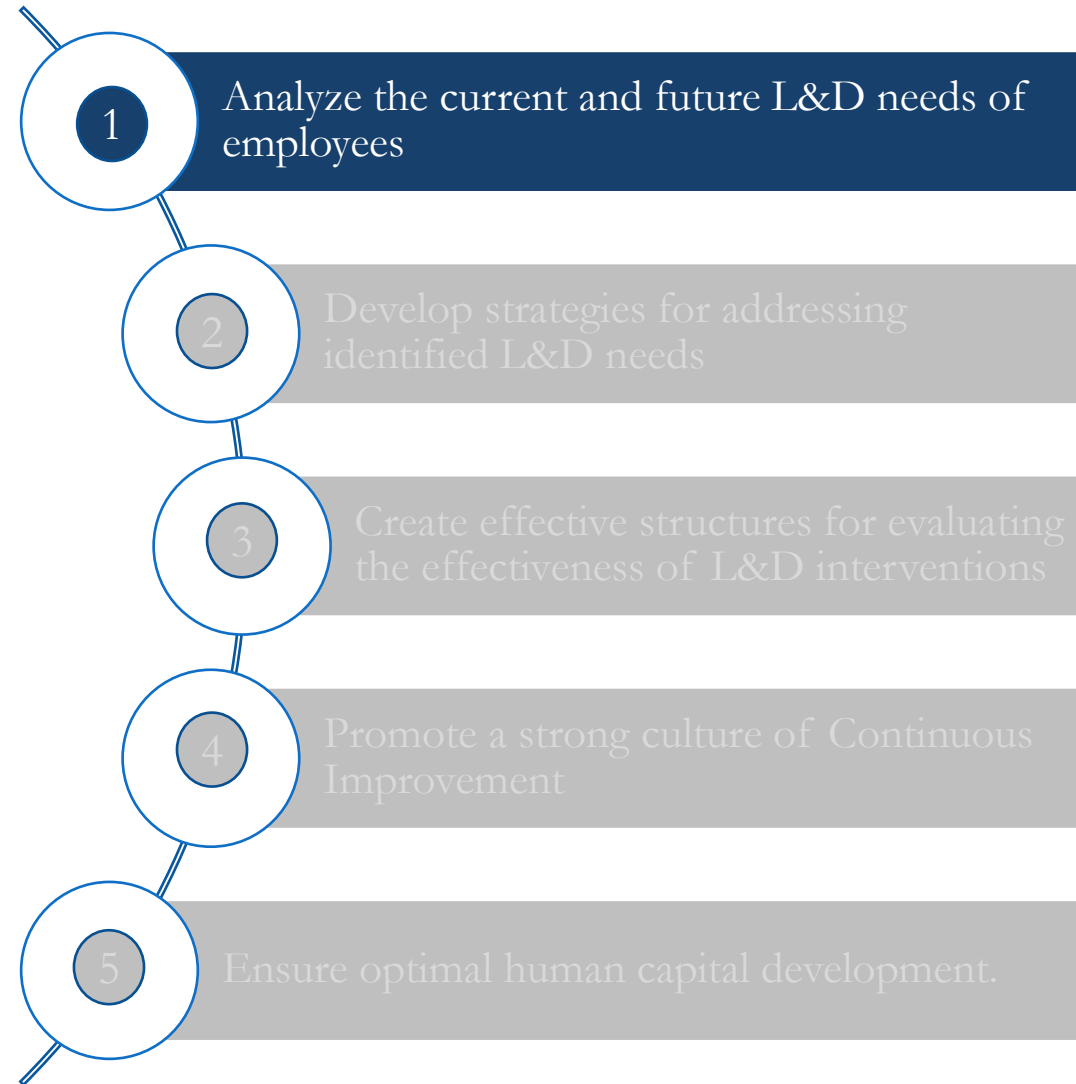 1
Analyze the current and future L&D needs of
employees
2
Develop strategies for addressing
identified L&D needs
3
Create effective structures for evaluating
the effectiveness of L&D interventions
4
Promote a strong culture of Continuous
Improvement
5
Ensure optimal human capital development.